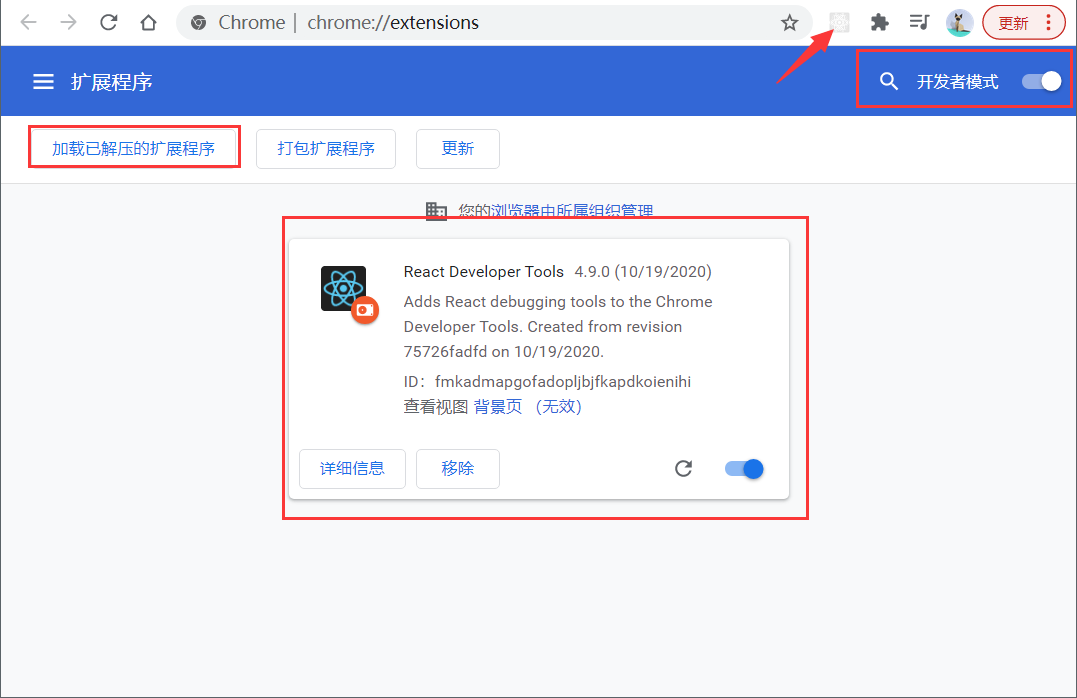 Chrome | chrome://extensions
更新
扩展程序
开发者模式
加载已解压的扩展程序
打包扩展程序
更新
您的浏览器由所属组织管理
React Developer Tools 4.9.0 (10/19/2020)
Adds React debugging tools to the Chrome
Developer Tools. Created from revision
75726fadfd on 10/19/2020.
ID：fmkadmapgofadopljbjfkapdkoienihi
查看视图 背景页 （无效）
详细信息
移除